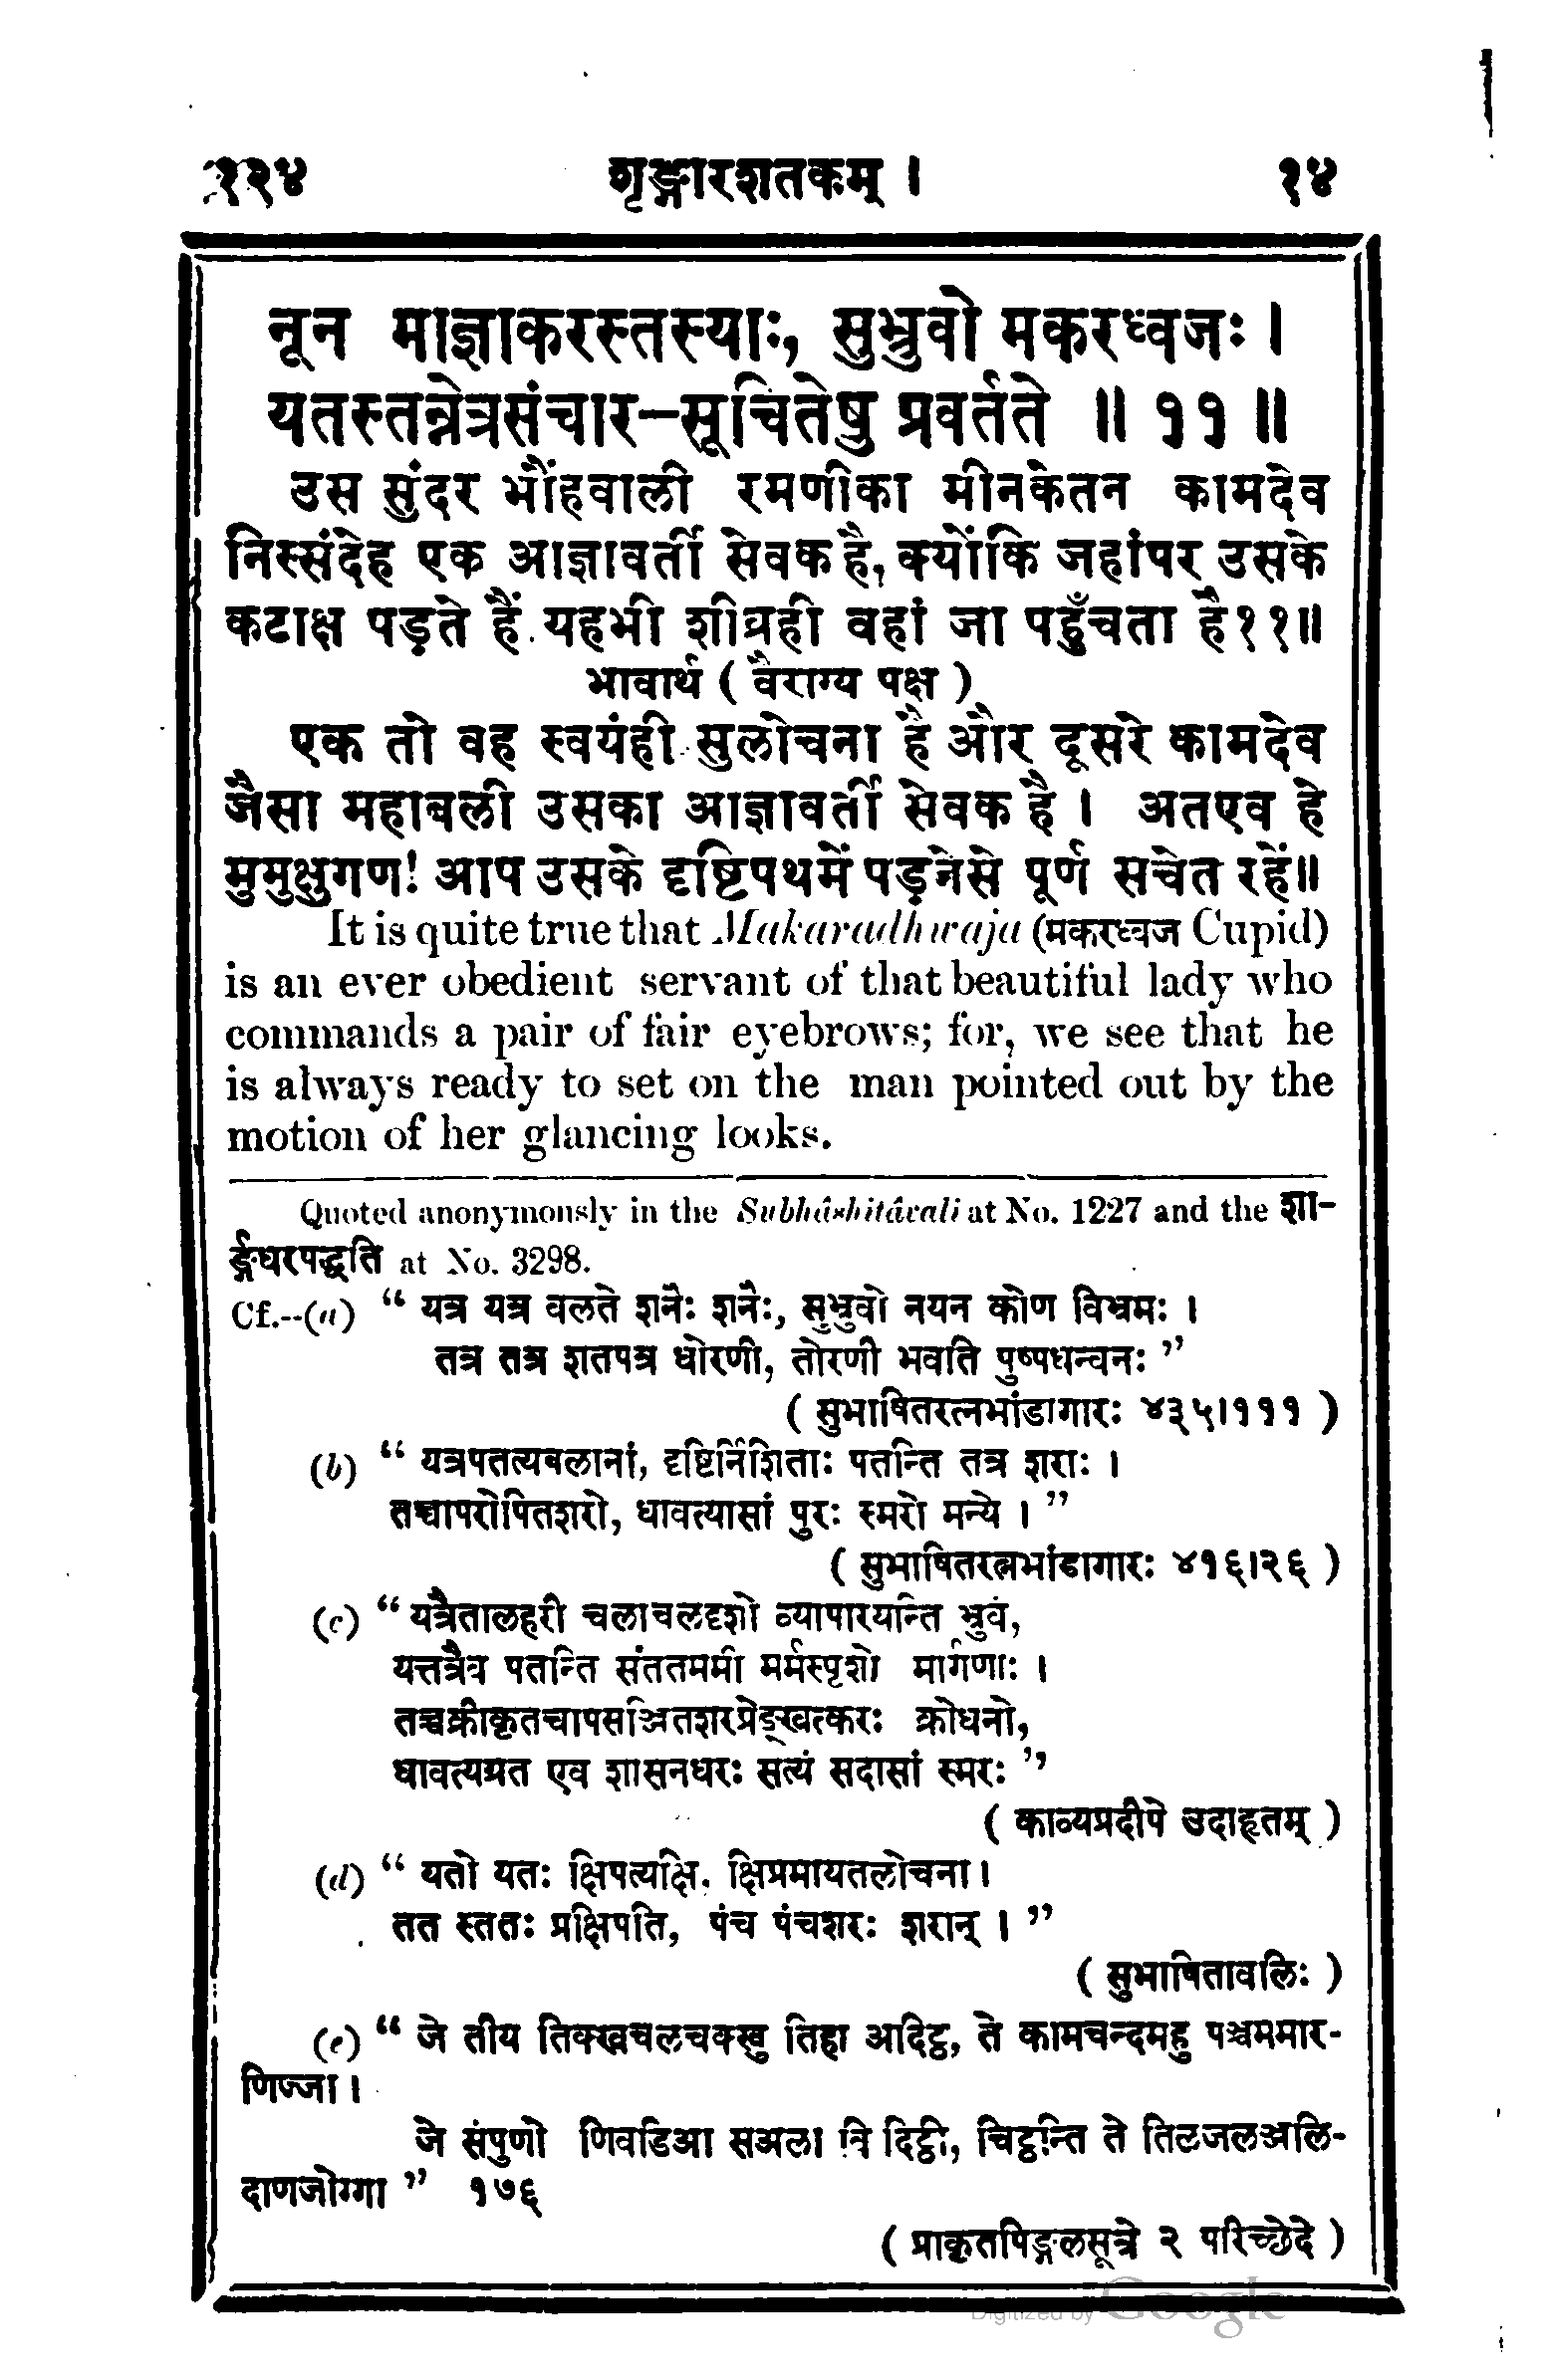 १२४ शृङ्गारशतकम् । १४
नून माज्ञाकरस्तस्याः, सुभ्रुवो मकरध्वजः ।
यतस्तन्नेत्रसंचार–सूचितेषु प्रवर्तते ॥ ११ ॥
उस सुंदर भौंहवाली रमणीका मीनकेतन कामदेव
निस्संदेह एक आज्ञावर्ती सेवक है, क्योंकि जहांपर उसके
कटाक्ष पड़ते हैं यहभी शीघ्रही वहां जा पहुँचता है११॥
भावार्थ ( वैराग्य पक्ष )
एक तो वह स्वयंही सुलोचना है और दूसरे कामदेव
जैसा महाबली उसका आज्ञावर्ती सेवक है । अतएव हे
मुमुक्षुगण! आप उसके दृष्टिपथमें पड़नेसे पूर्ण सचेत रहें॥
It is quite true that Makaradhwaja (मकरध्वज Cupid)
is an ever obedient servant of that beautiful lady who
commands a pair of fair eyebrows; for, we see that he
is always ready to set on the man pointed out by the
motion of her glancing looks.
Quoted anonymously in the Subhâshitâvali at No. 1227 and the शा-
र्ङ्गधरपद्धति at No. 3298.
Cf.--(a) “ यत्र यत्र वलते शनैः शनैः, सुभ्रुवो नयन कोण विभ्रमः ।
तत्र तत्र शतपत्र धोरणी, तोरणी भवति पुष्पधन्वनः ”
( सुभाषितरत्नभांडागारः ४३५।१११ )
(b) “ यत्रपतत्यबलानां, दृष्टिर्निशिताः पतन्ति तत्र शराः ।
तच्चापरोपितशरो, धावत्यासां पुरः स्मरो मन्ये । ”
( सुभाषितरत्नभांडागारः ४१६।२६ )
(c) “ यत्रैतालहरी चलाचलदृशो व्यापारयन्ति भ्रुवं,
यत्तत्रैव पतन्ति संततममी मर्मस्पृशो मार्गणाः ।
तच्चक्रीकृतचापसञ्जितशरप्रेङ्खत्करः क्रोधनो,
धावत्यग्रत एव शासनधरः सत्यं सदासां स्मरः ”
( काव्यप्रदीपे उदाहृतम् )
(d) “ यतो यतः क्षिपत्यक्षि, क्षिप्रमायतलोचना ।
तत स्ततः प्रक्षिपति, पंच पंचशरः शरान् । ”
( सुभाषितावलिः )
(e) “ जे तीय तिक्खचलचक्खु तिहा आदिट्ठ, ते कामचन्दमहु पञ्चममार-
णिज्जा ।
जे संपुणो णिवडिआ सअला वि दिट्ठी, चिट्ठन्ति ते तिलजलअलि-
दाणजोग्गा ” १७६
( प्राकृतपिङ्गलसूत्रे २ परिच्छेदे )
Digitized by Google